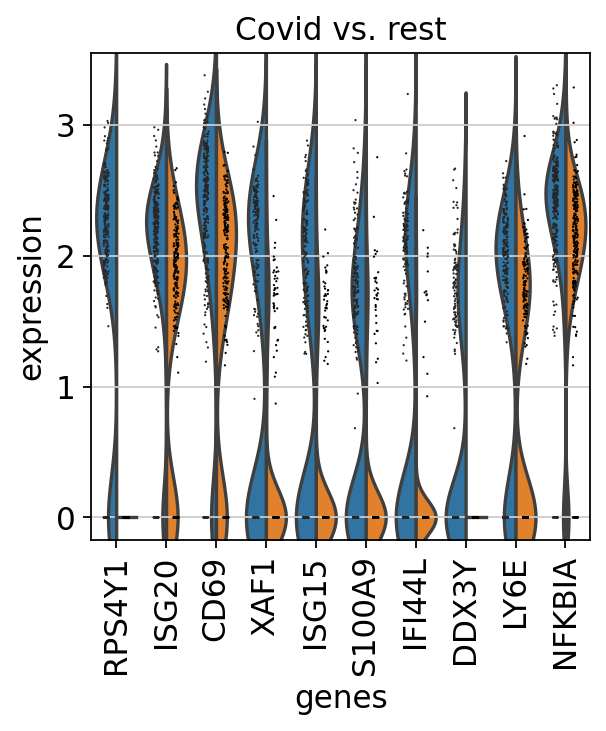 Covid vs. rest
expression
3
2
1
0
RPS4Y1
ISG20
CD69
XAF1
ISG15
S100A9
IFI44L
DDX3Y
LY6E
NFKBIA
genes